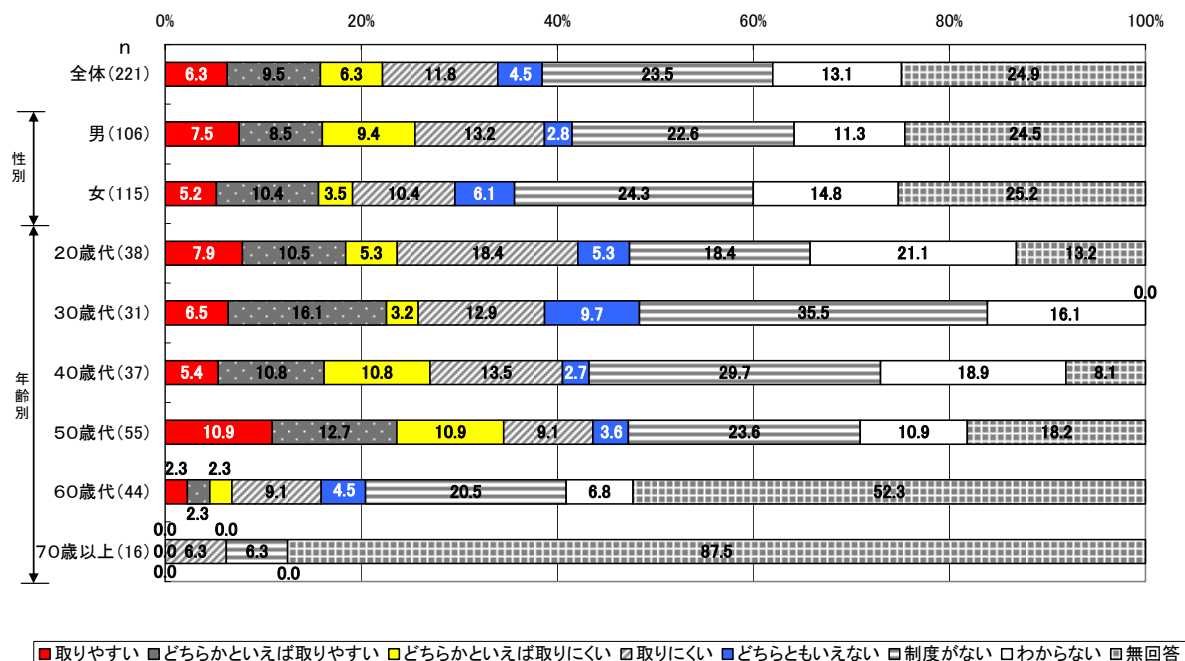 0% 20% 40% 60% 80% 100%
n
全体(221) 6.3 9.5 6.3 11.8 4.5 23.5 13.1 24.9
性別
男(106) 7.5 8.5 9.4 13.2 2.8 22.6 11.3 24.5
女(115) 5.2 10.4 3.5 10.4 6.1 24.3 14.8 25.2
年齢別
20歳代(38) 7.9 10.5 5.3 18.4 5.3 18.4 21.1 13.2
0.0
30歳代(31) 6.5 16.1 3.2 12.9 9.7 35.5 16.1
40歳代(37) 5.4 10.8 10.8 13.5 2.7 29.7 18.9 8.1
50歳代(55) 10.9 12.7 10.9 9.1 3.6 23.6 10.9 18.2
2.3 2.3
60歳代(44) 9.1 4.5 20.5 6.8 52.3
2.3
0.0 0.0
70歳以上(16) 0.0 6.3 6.3 87.5
0.0 0.0
取りやすい どちらかといえば取りやすい どちらかといえば取りにくい 取りにくい どちらともいえない 制度がない わからない 無回答